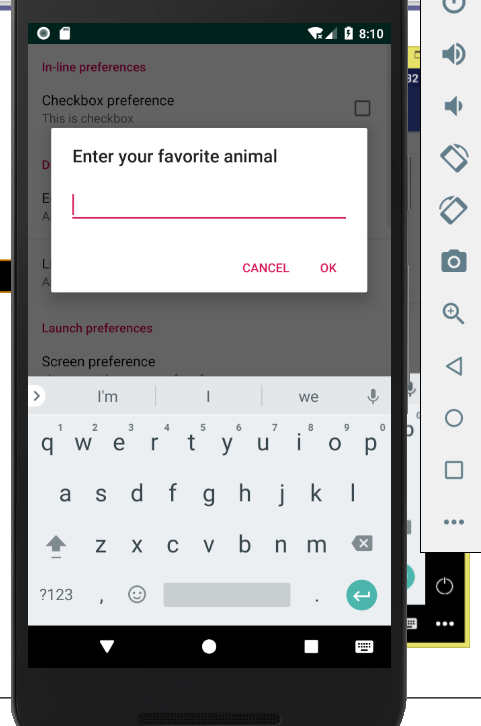 8:10
In-line preferences
Checkbox preference
This is checkbox
Enter your favorite animal
D
E
A
CANCEL OK
L
A
Launch preferences
Screen preference
I'm I we
1 2 3 4 5 6 7 8 9 0
q w e r t y u i o p
a s d f g h j k l
z x c v b n m
?123 , .
32
p